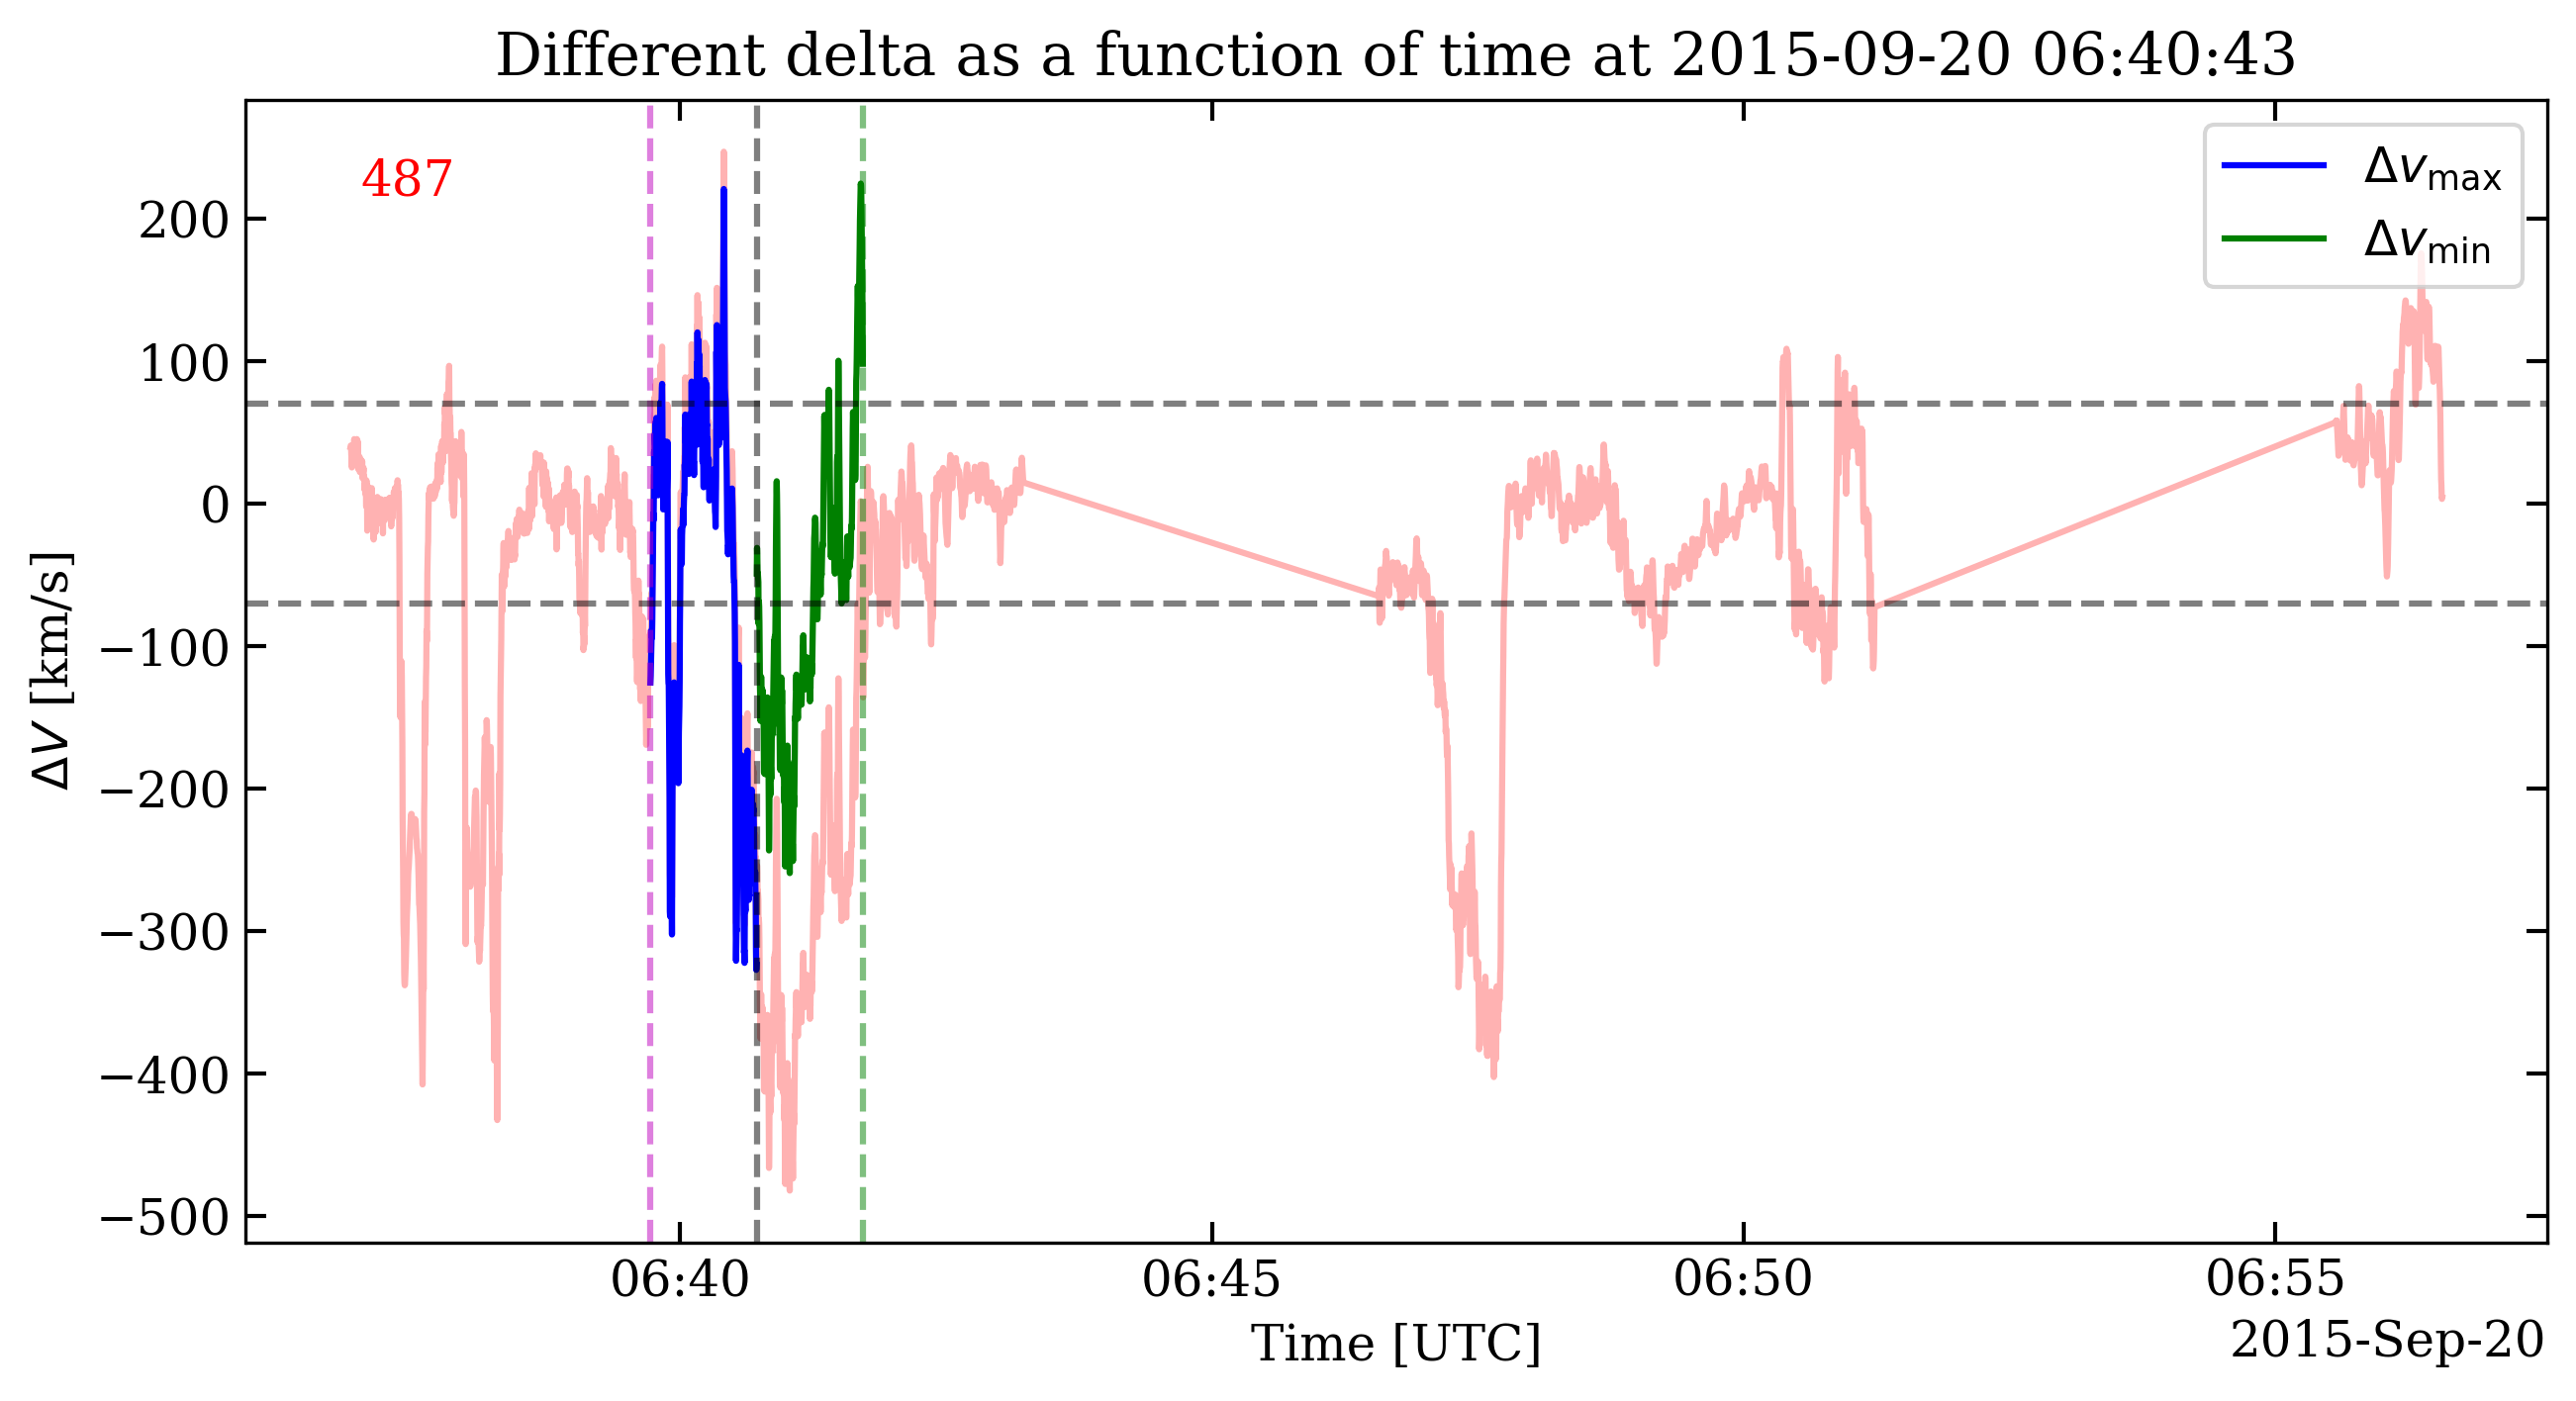 Different delta as a function of time at 2015-09-20 06:40:43
487
Δv_max
Δv_min
200
100
0
−100
−200
−300
−400
−500
ΔV [km/s]
06:40 06:45 06:50 06:55
Time [UTC]
2015-Sep-20